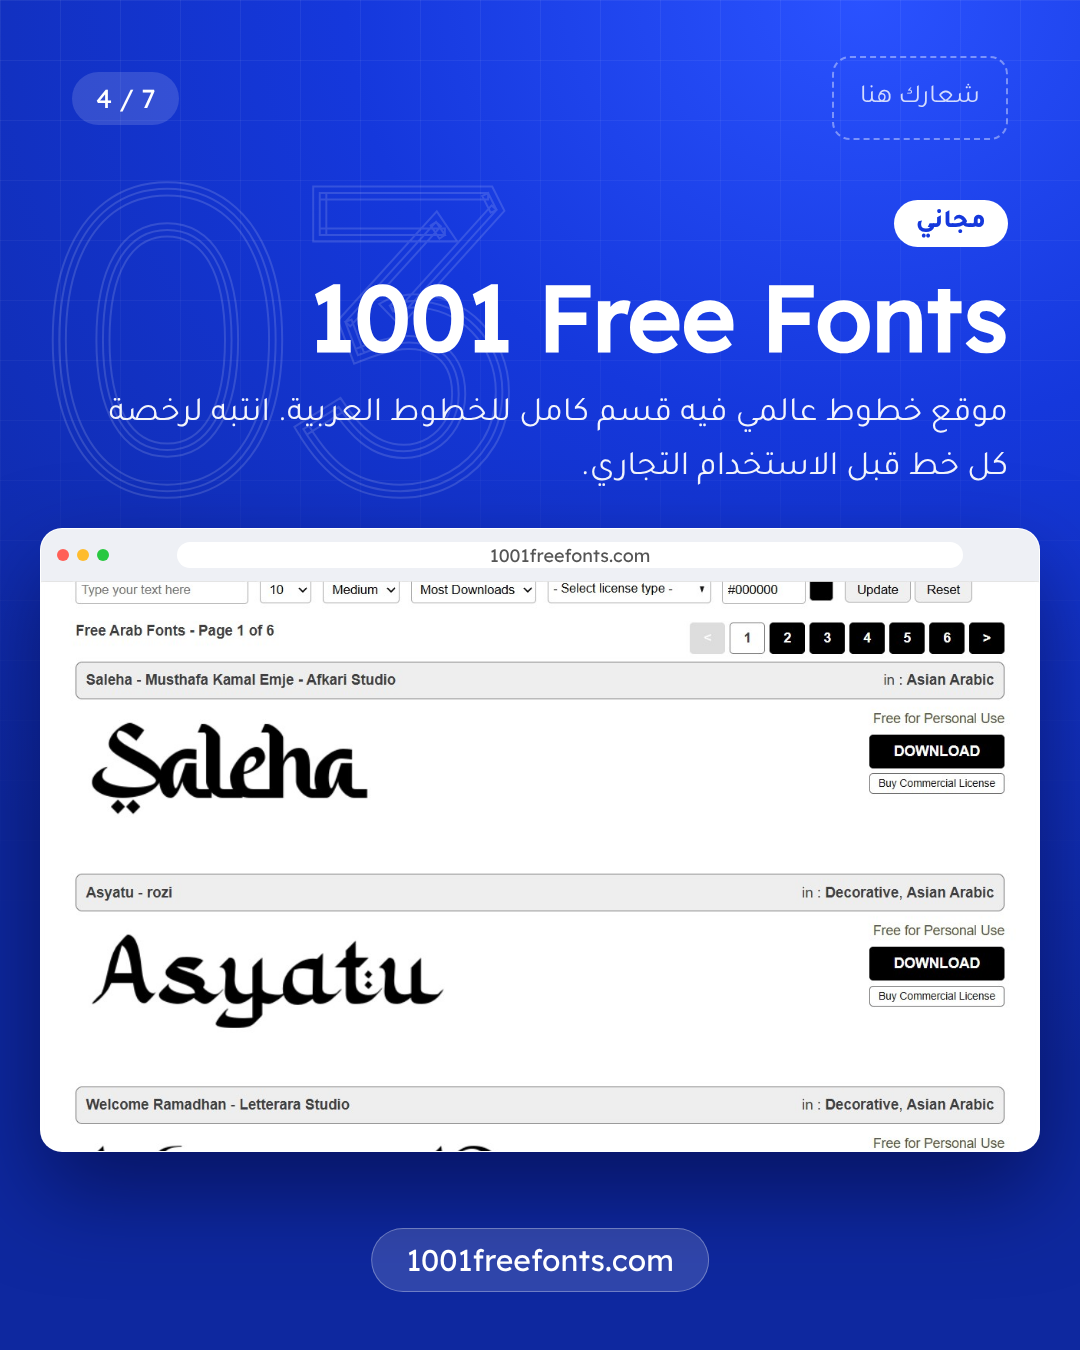 شعارك هنا
4 / 7
03
مجاني
1001 Free Fonts
موقع خطوط عالمي فيه قسم كامل للخطوط العربية. انتبه لرخصة
كل خط قبل الاستخدام التجاري.
1001freefonts.com
Type your text here 10 Medium Most Downloads - Select license type - #000000 Update Reset
Free Arab Fonts - Page 1 of 6 < 1 2 3 4 5 6 >
Saleha - Musthafa Kamal Emje - Afkari Studio in : Asian Arabic
Free for Personal Use
Saleha
DOWNLOAD
Buy Commercial License
Asyatu - rozi in : Decorative, Asian Arabic
Free for Personal Use
Asyatu
DOWNLOAD
Buy Commercial License
Welcome Ramadhan - Letterara Studio in : Decorative, Asian Arabic
Free for Personal Use
1001freefonts.com